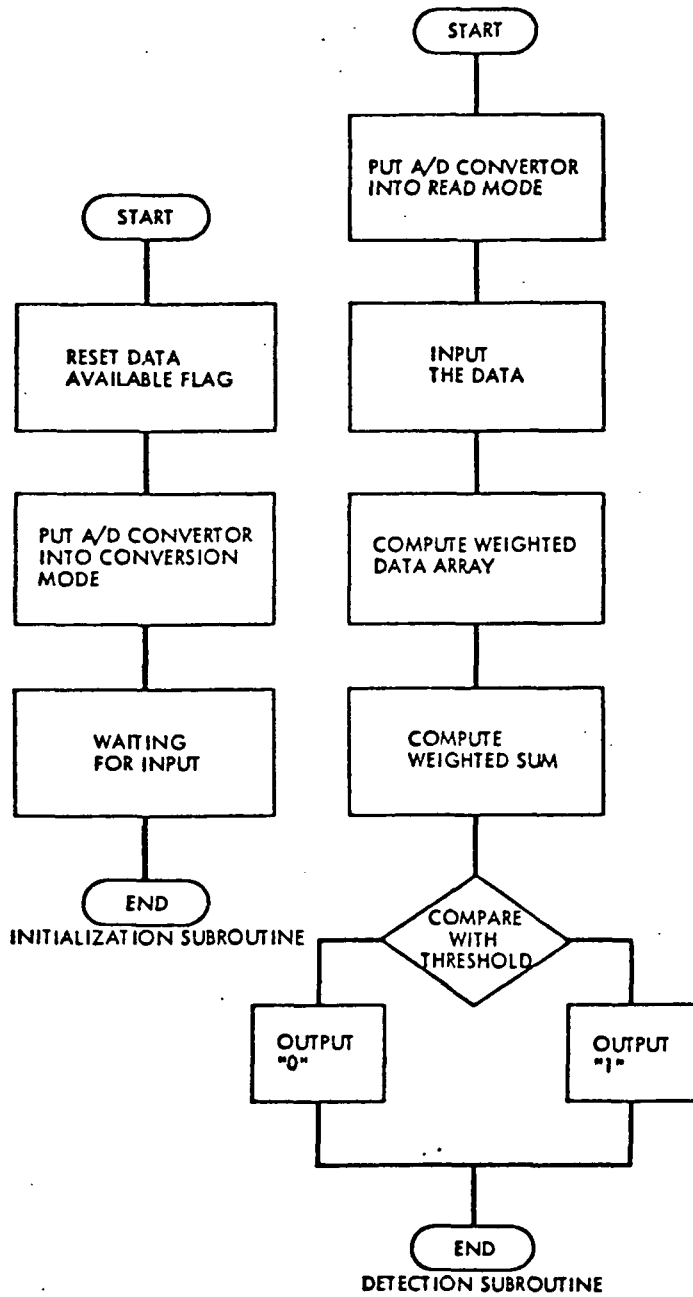 START
RESET DATA
AVAILABLE FLAG
PUT A/D CONVERTOR
INTO CONVERSION
MODE
WAITING
FOR INPUT
END
INITIALIZATION SUBROUTINE
START
PUT A/D CONVERTOR
INTO READ MODE
INPUT
THE DATA
COMPUTE WEIGHTED
DATA ARRAY
COMPUTE
WEIGHTED SUM
COMPARE
WITH
THRESHOLD
OUTPUT
"0"
OUTPUT
"1"
END
DETECTION SUBROUTINE